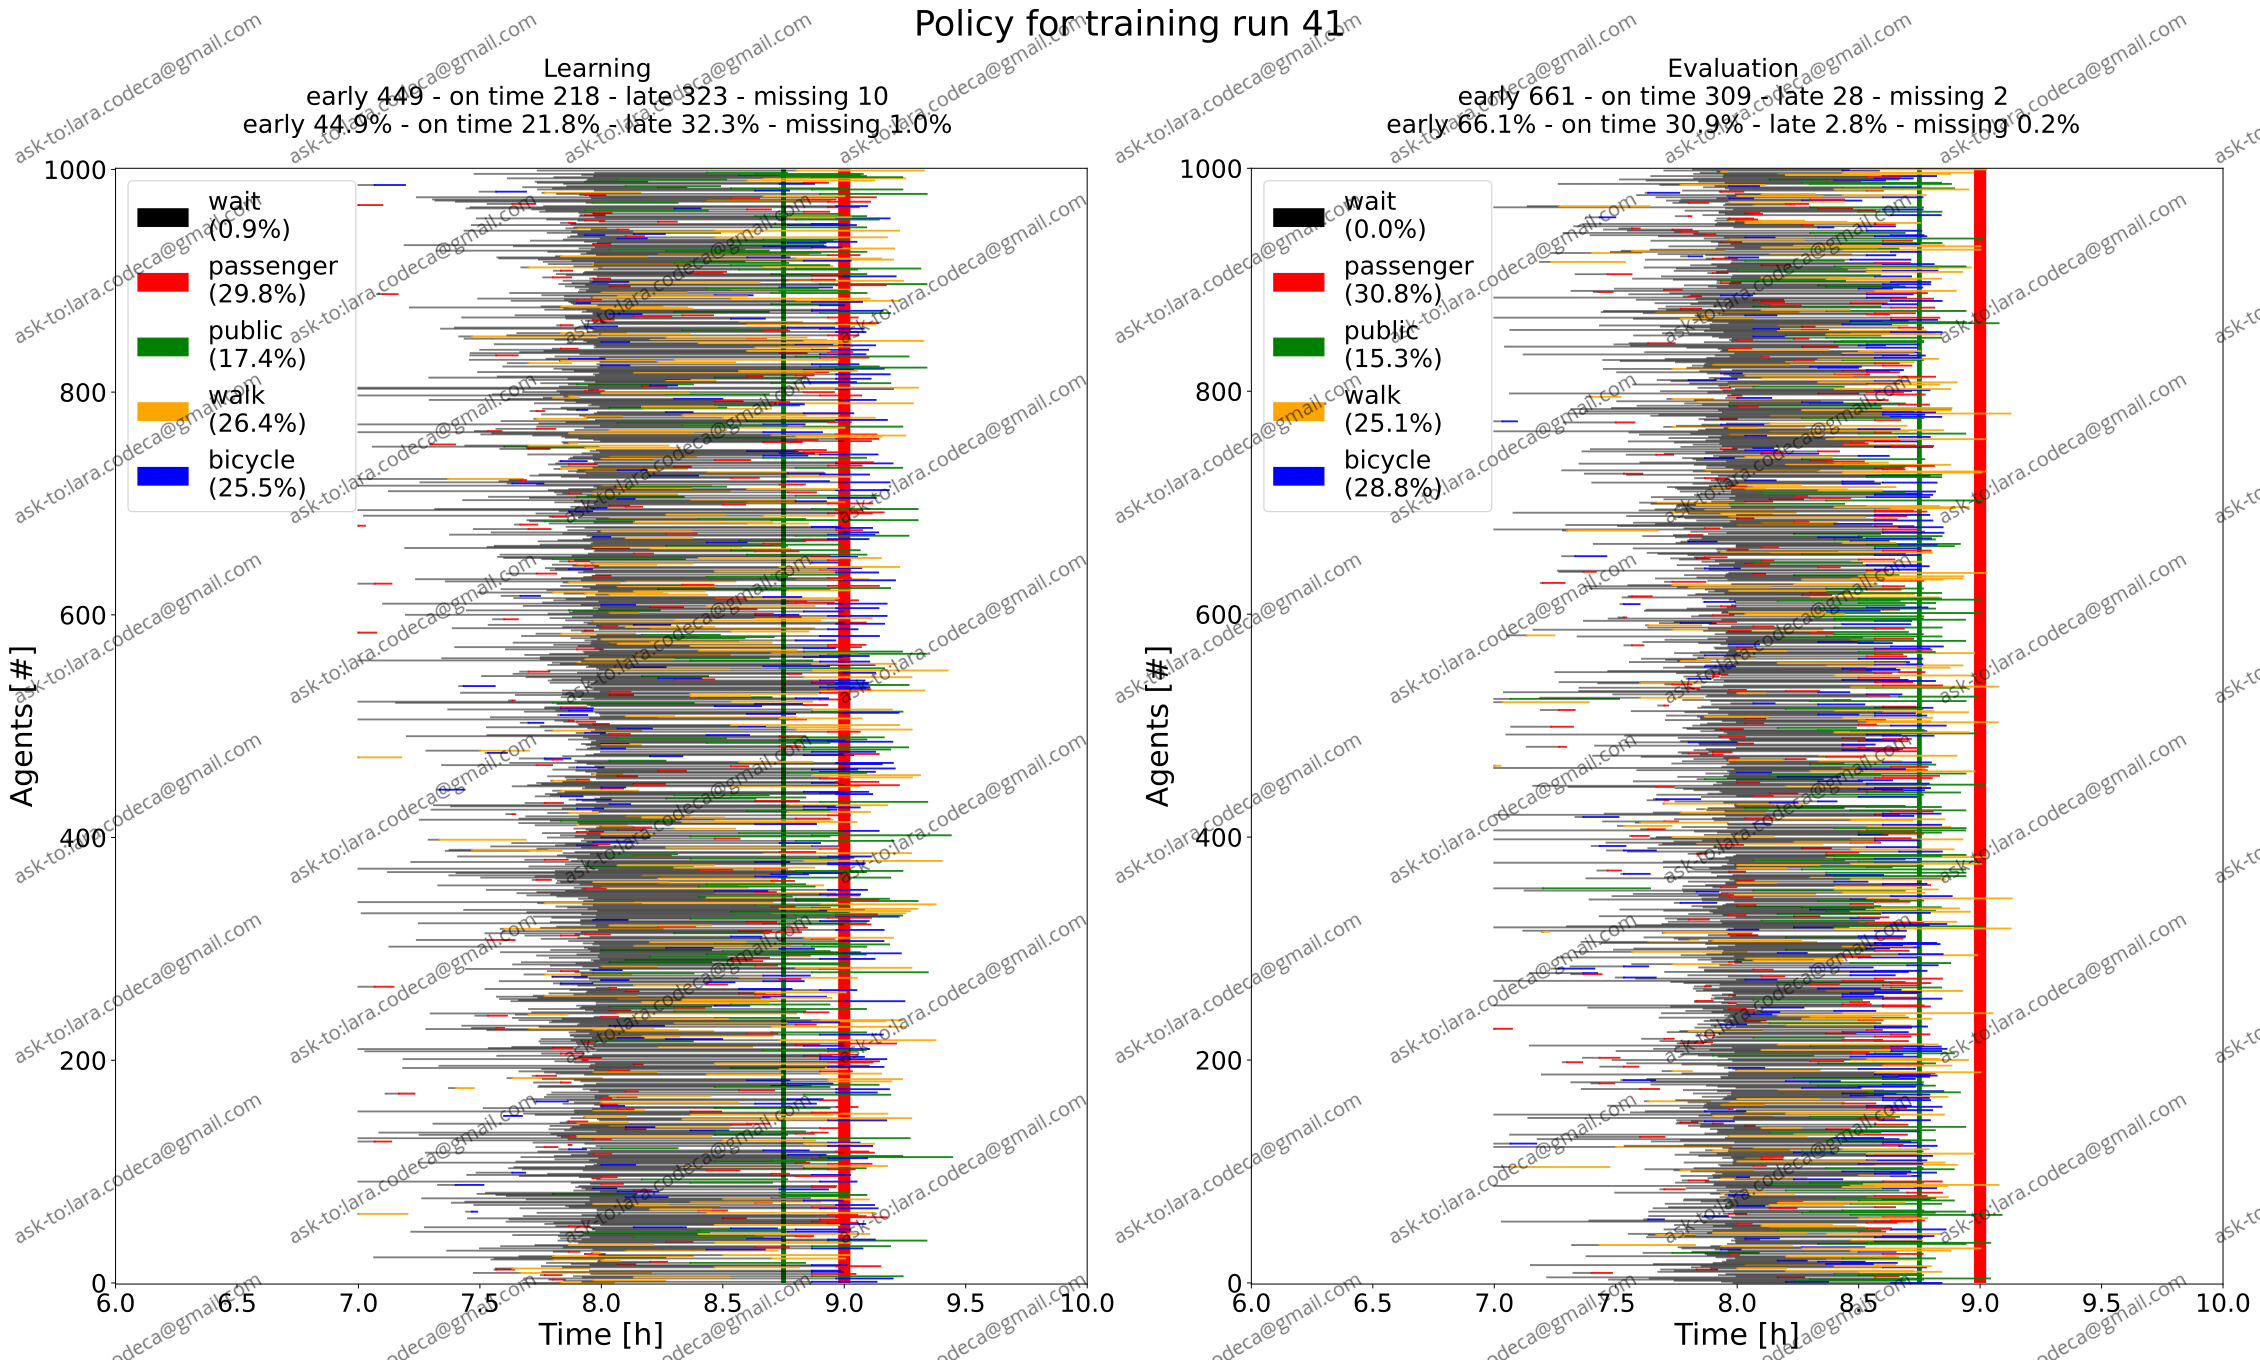 Policy for training run 41
Learning
early 449 - on time 218 - late 323 - missing 10
early 44.9% - on time 21.8% - late 32.3% - missing 1.0%
Evaluation
early 661 - on time 309 - late 28 - missing 2
early 66.1% - on time 30.9% - late 2.8% - missing 0.2%
wait
(0.9%)
passenger
(29.8%)
public
(17.4%)
walk
(26.4%)
bicycle
(25.5%)
Agents [#]
1000
800
600
400
200
0
6.0 6.5 7.0 7.5 8.0 8.5 9.0 9.5 10.0
Time [h]
wait
(0.0%)
passenger
(30.8%)
public
(15.3%)
walk
(25.1%)
bicycle
(28.8%)
Agents [#]
1000
800
600
400
200
0
6.0 6.5 7.0 7.5 8.0 8.5 9.0 9.5 10.0
Time [h]
ask-to:lara.codeca@gmail.com